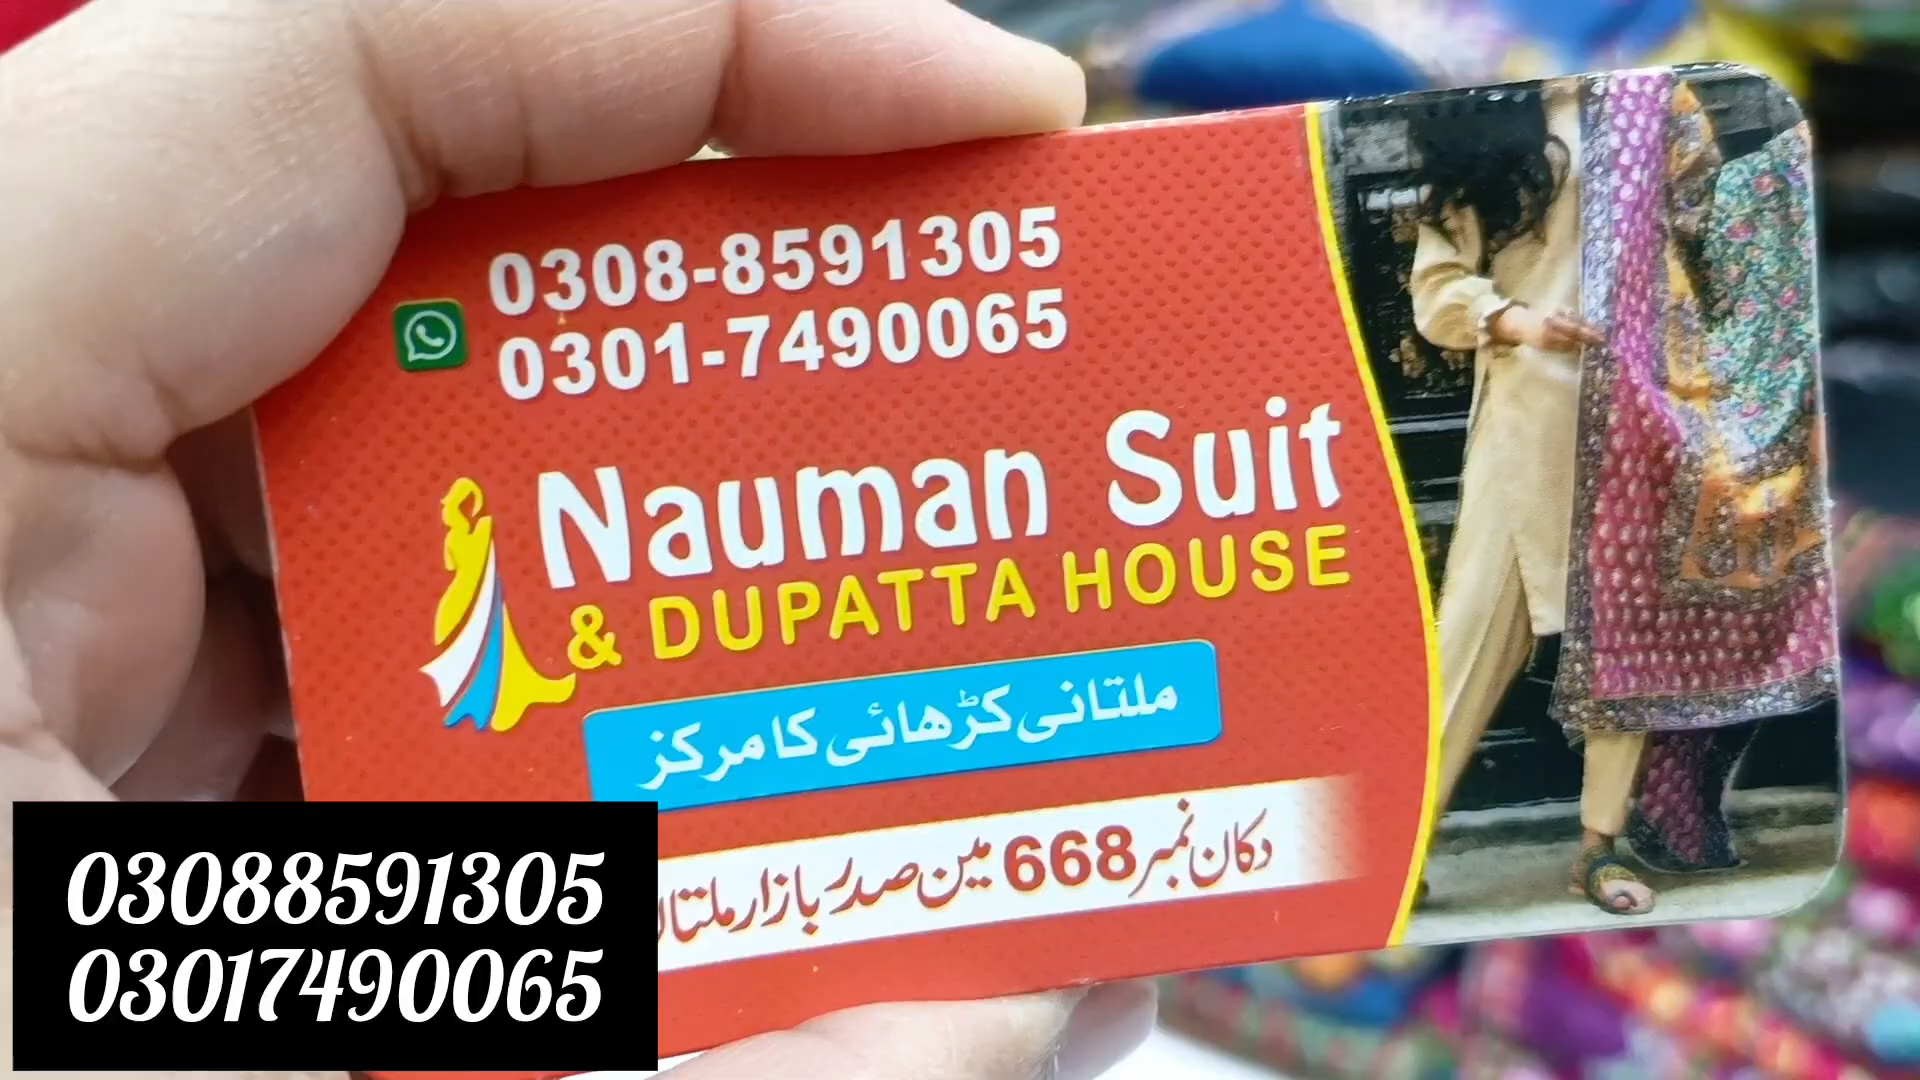 0308-8591305
0301-7490065
Nauman Suit
& DUPATTA HOUSE
ملتانی کڑھائی کا مرکز
دکان نمبر 668 مین صدر بازار ملتان
03088591305
03017490065